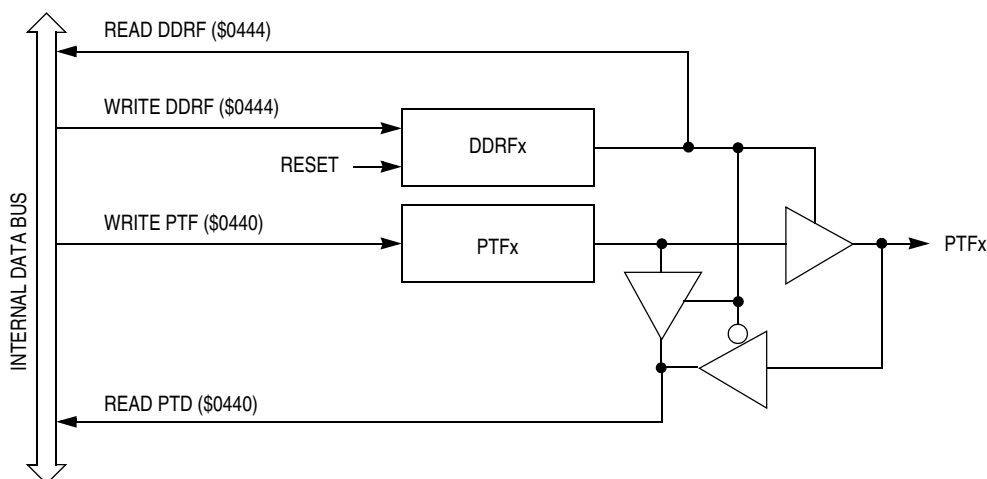 READ DDRF ($0444)
WRITE DDRF ($0444)
DDRFx
RESET
WRITE PTF ($0440)
PTFx
PTFx
INTERNAL DATA BUS
READ PTD ($0440)